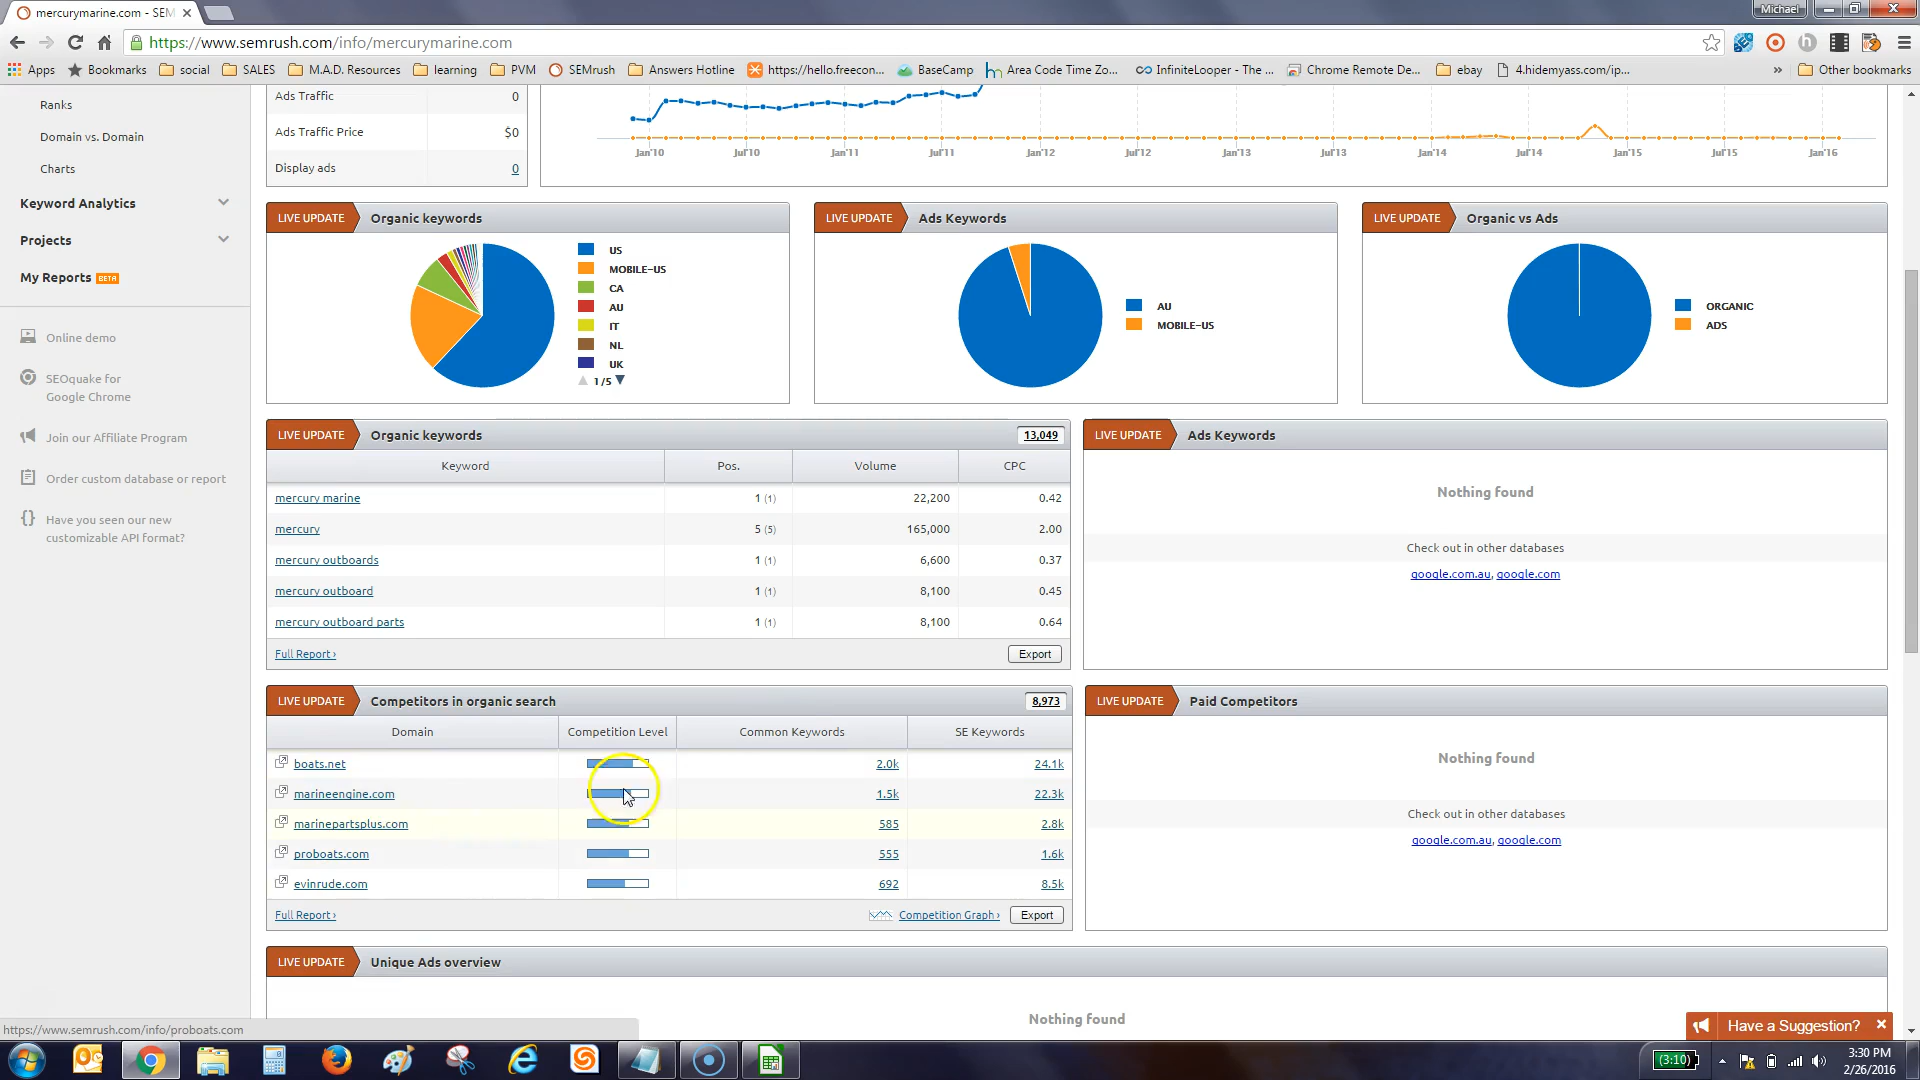 mercurymarine.com - SEM
Michael
https://www.semrush.com/info/mercurymarine.com
Apps Bookmarks social SALES M.A.D. Resources learning PVM SEMrush Answers Hotline https://hello.freecon... BaseCamp Area Code Time Zo... InfiniteLooper - The ... Chrome Remote De... ebay 4.hidemyass.com/ip... » Other bookmarks
Ranks
Domain vs. Domain
Charts
Keyword Analytics
Projects
My Reports BETA
Online demo
SEOquake for
Google Chrome
Join our Affiliate Program
Order custom database or report
Have you seen our new
customizable API format?
Ads Traffic 0
Ads Traffic Price $0
Display ads 0
Jan'10 Jul'10 Jan'11 Jul'11 Jan'12 Jul'12 Jan'13 Jul'13 Jan'14 Jul'14 Jan'15 Jul'15 Jan'16
LIVE UPDATE Organic keywords
US
MOBILE-US
CA
AU
IT
NL
UK
1/5
LIVE UPDATE Ads Keywords
AU
MOBILE-US
LIVE UPDATE Organic vs Ads
ORGANIC
ADS
LIVE UPDATE Organic keywords 13,049
Keyword Pos. Volume CPC
mercury marine 1 (1) 22,200 0.42
mercury 5 (5) 165,000 2.00
mercury outboards 1 (1) 6,600 0.37
mercury outboard 1 (1) 8,100 0.45
mercury outboard parts 1 (1) 8,100 0.64
Full Report › Export
LIVE UPDATE Ads Keywords
Nothing found
Check out in other databases
google.com.au, google.com
LIVE UPDATE Competitors in organic search 8,973
Domain Competition Level Common Keywords SE Keywords
boats.net 2.0k 24.1k
marineengine.com 1.5k 22.3k
marinepartsplus.com 585 2.8k
proboats.com 555 1.6k
evinrude.com 692 8.5k
Full Report › Competition Graph › Export
LIVE UPDATE Paid Competitors
Nothing found
Check out in other databases
google.com.au, google.com
LIVE UPDATE Unique Ads overview
Nothing found
https://www.semrush.com/info/proboats.com
Have a Suggestion? ×
(3:10)
3:30 PM
2/26/2016